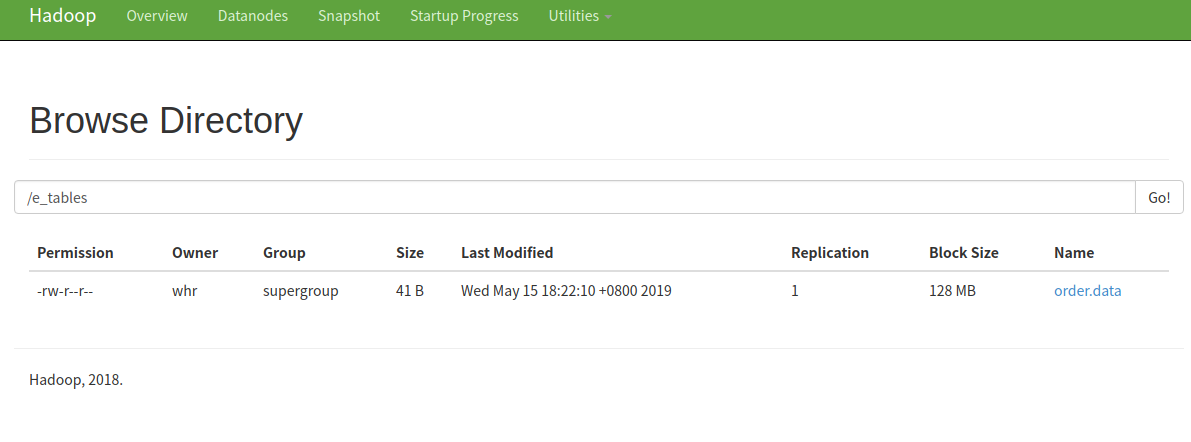 Hadoop Overview Datanodes Snapshot Startup Progress Utilities
Browse Directory
/e_tables Go!
Permission Owner Group Size Last Modified Replication Block Size Name
-rw-r--r-- whr supergroup 41 B Wed May 15 18:22:10 +0800 2019 1 128 MB order.data
Hadoop, 2018.